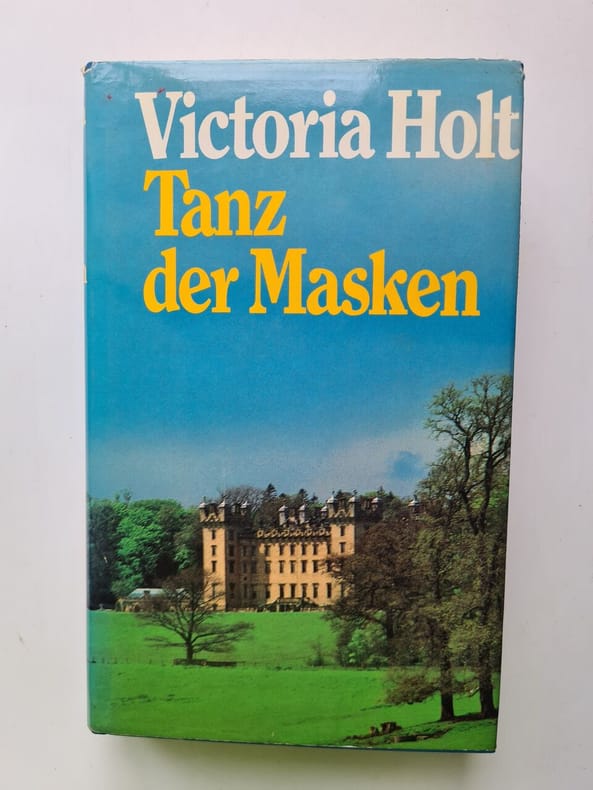 Victoria Holt
Tanz
der Masken